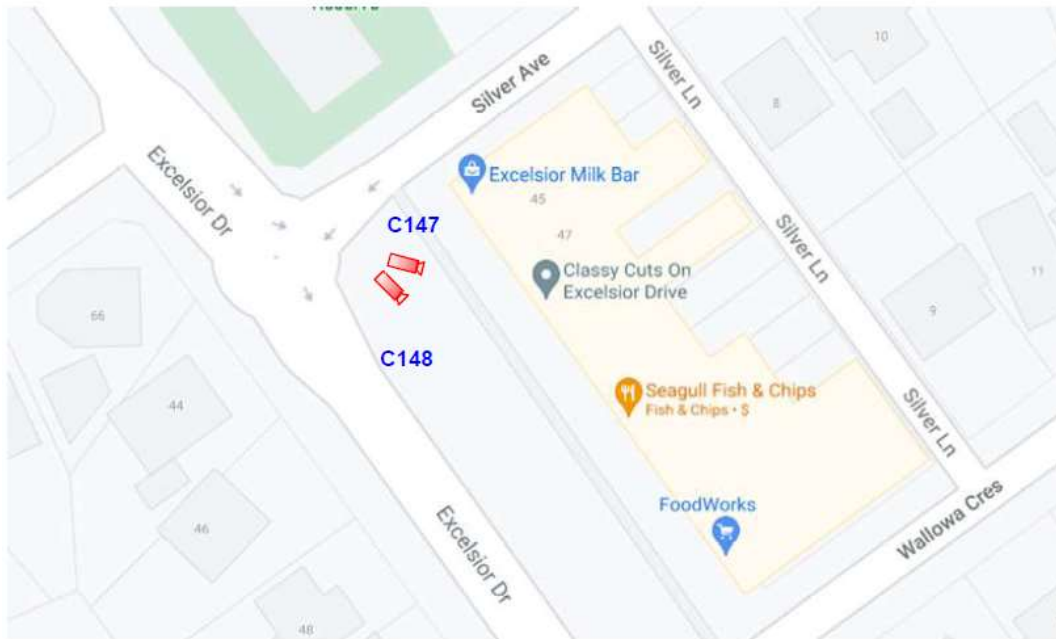 Silver Ave
Silver Ln
10
8
Excelsior Dr
Excelsior Milk Bar
45
C147
47
Classy Cuts On
Excelsior Drive
Silver Ln
11
9
66
C148
44
Seagull Fish & Chips
Fish & Chips • $
Silver Ln
FoodWorks
Wallowa Cres
46
Excelsior Dr
48